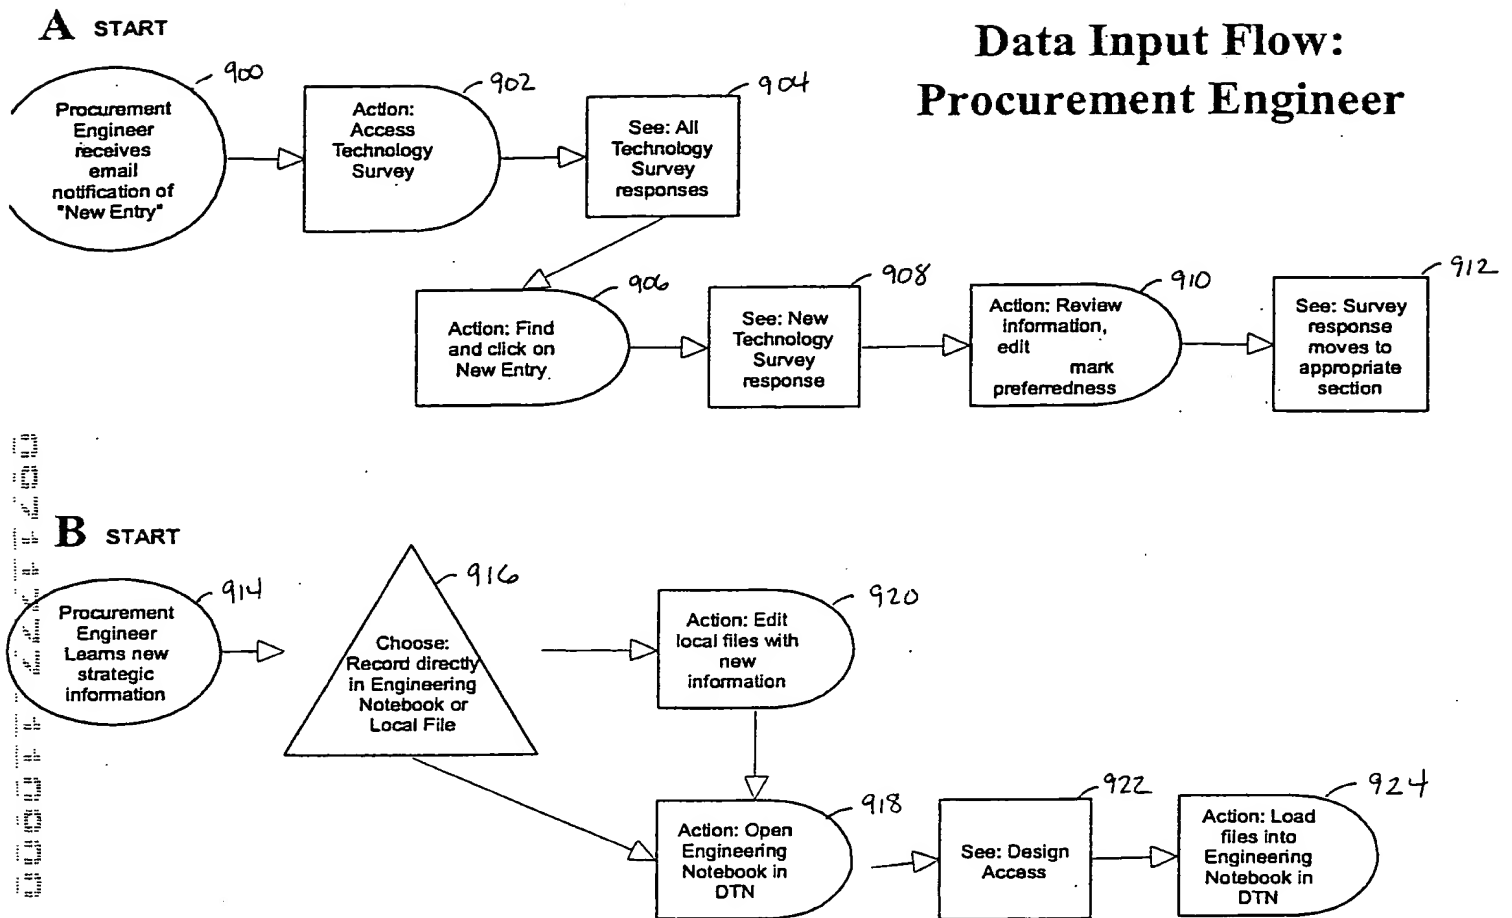 A START
Data Input Flow:
Procurement Engineer
900
Procurement
Engineer
receives
email
notification of
"New Entry"
902
Action:
Access
Technology
Survey
904
See: All
Technology
Survey
responses
906
Action: Find
and click on
New Entry
908
See: New
Technology
Survey
response
910
Action: Review
information,
edit
mark
preferredness
912
See: Survey
response
moves to
appropriate
section
B START
914
Procurement
Engineer
Learns new
strategic
information
916
Choose:
Record directly
in Engineering
Notebook or
Local File
920
Action: Edit
local files with
new
information
918
Action: Open
Engineering
Notebook in
DTN
922
See: Design
Access
924
Action: Load
files into
Engineering
Notebook in
DTN